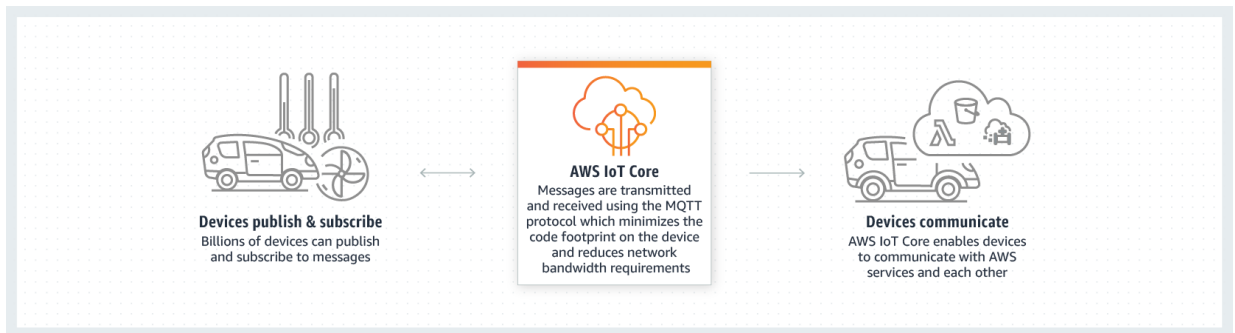 Devices publish & subscribe
Billions of devices can publish
and subscribe to messages
AWS IoT Core
Messages are transmitted
and received using the MQTT
protocol which minimizes the
code footprint on the device
and reduces network
bandwidth requirements
Devices communicate
AWS IoT Core enables devices
to communicate with AWS
services and each other